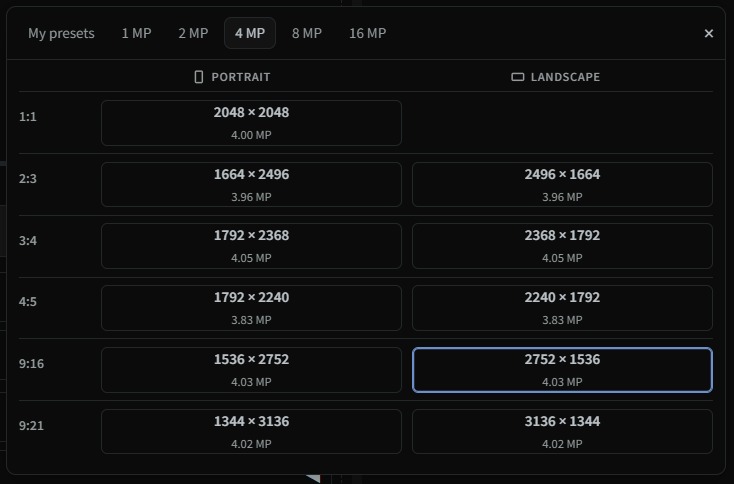 My presets 1 MP 2 MP 4 MP 8 MP 16 MP ×
PORTRAIT LANDSCAPE
1:1
2048 × 2048
4.00 MP
2:3
1664 × 2496
3.96 MP
2496 × 1664
3.96 MP
3:4
1792 × 2368
4.05 MP
2368 × 1792
4.05 MP
4:5
1792 × 2240
3.83 MP
2240 × 1792
3.83 MP
9:16
1536 × 2752
4.03 MP
2752 × 1536
4.03 MP
9:21
1344 × 3136
4.02 MP
3136 × 1344
4.02 MP